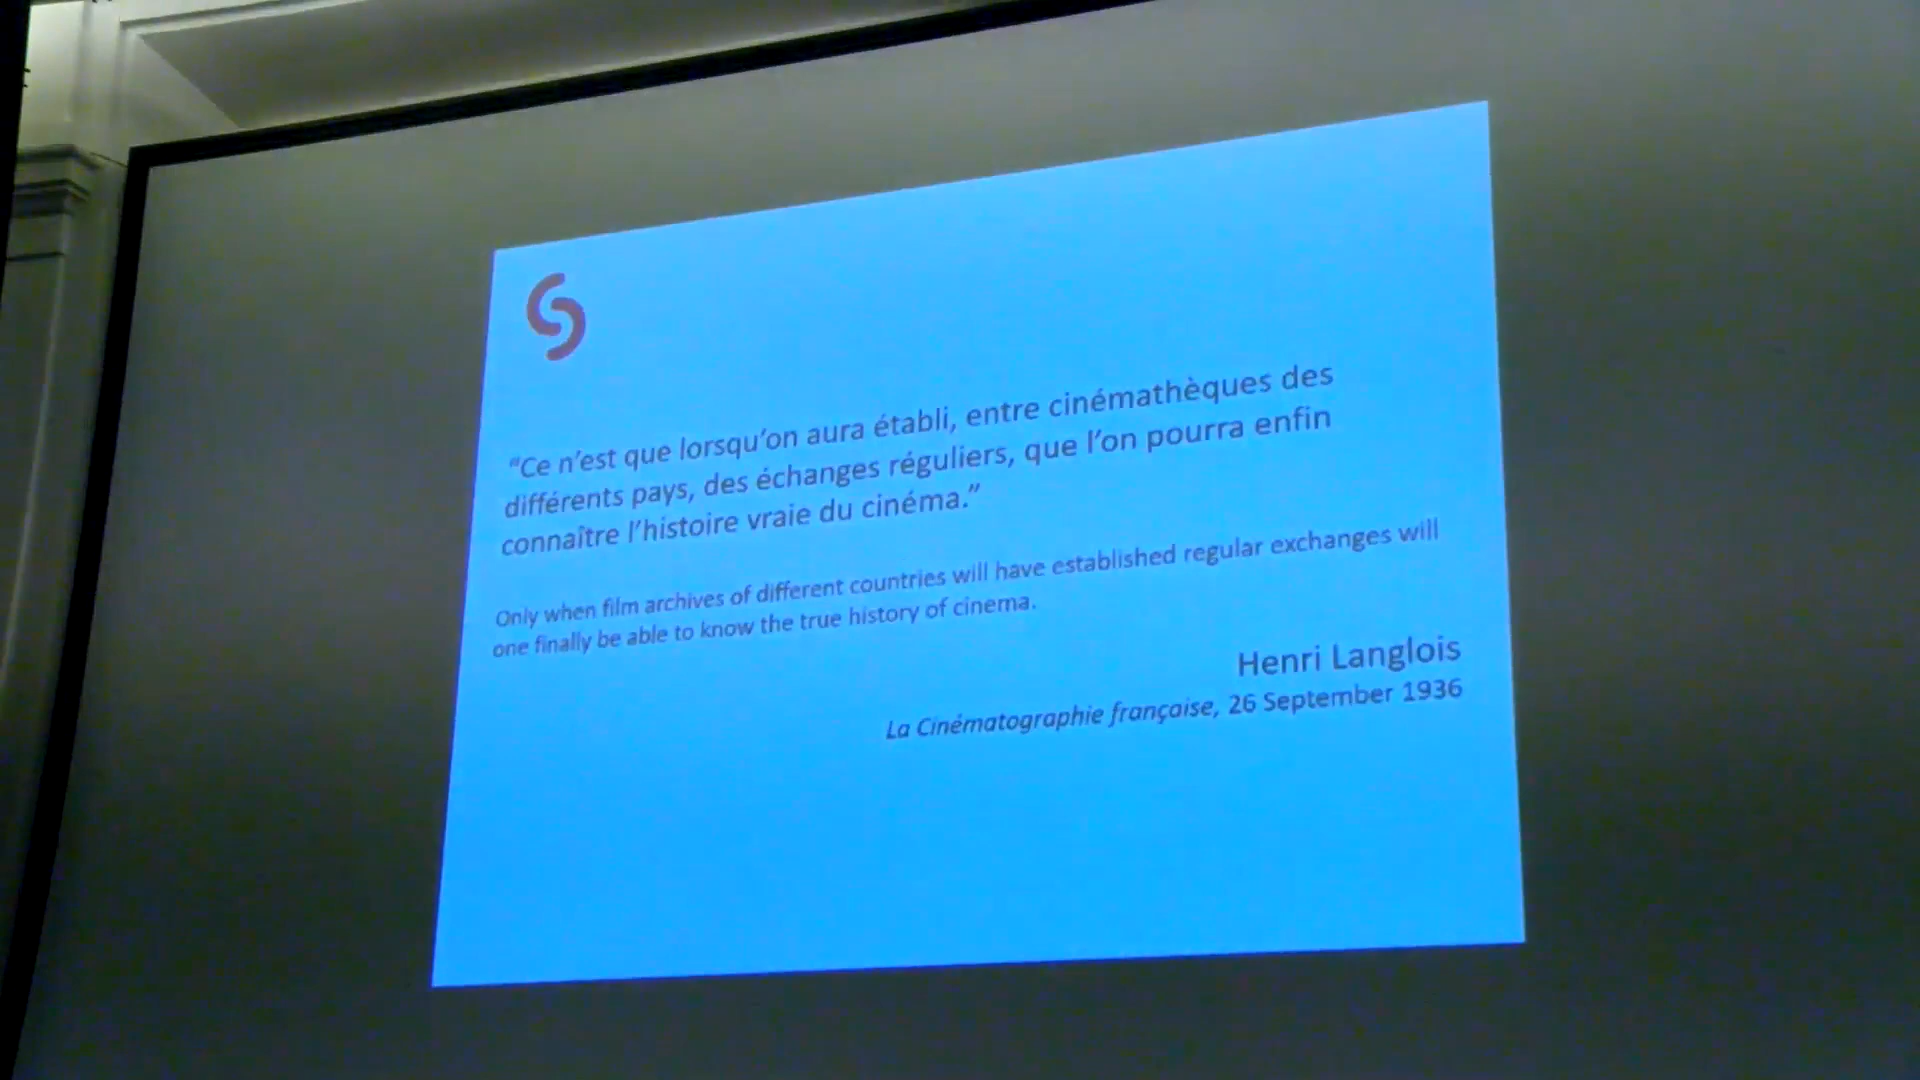 “Ce n’est que lorsqu’on aura établi, entre cinémathèques des
différents pays, des échanges réguliers, que l’on pourra enfin
connaître l’histoire vraie du cinéma.”
Only when film archives of different countries will have established regular exchanges will
one finally be able to know the true history of cinema.
Henri Langlois
La Cinématographie française, 26 September 1936